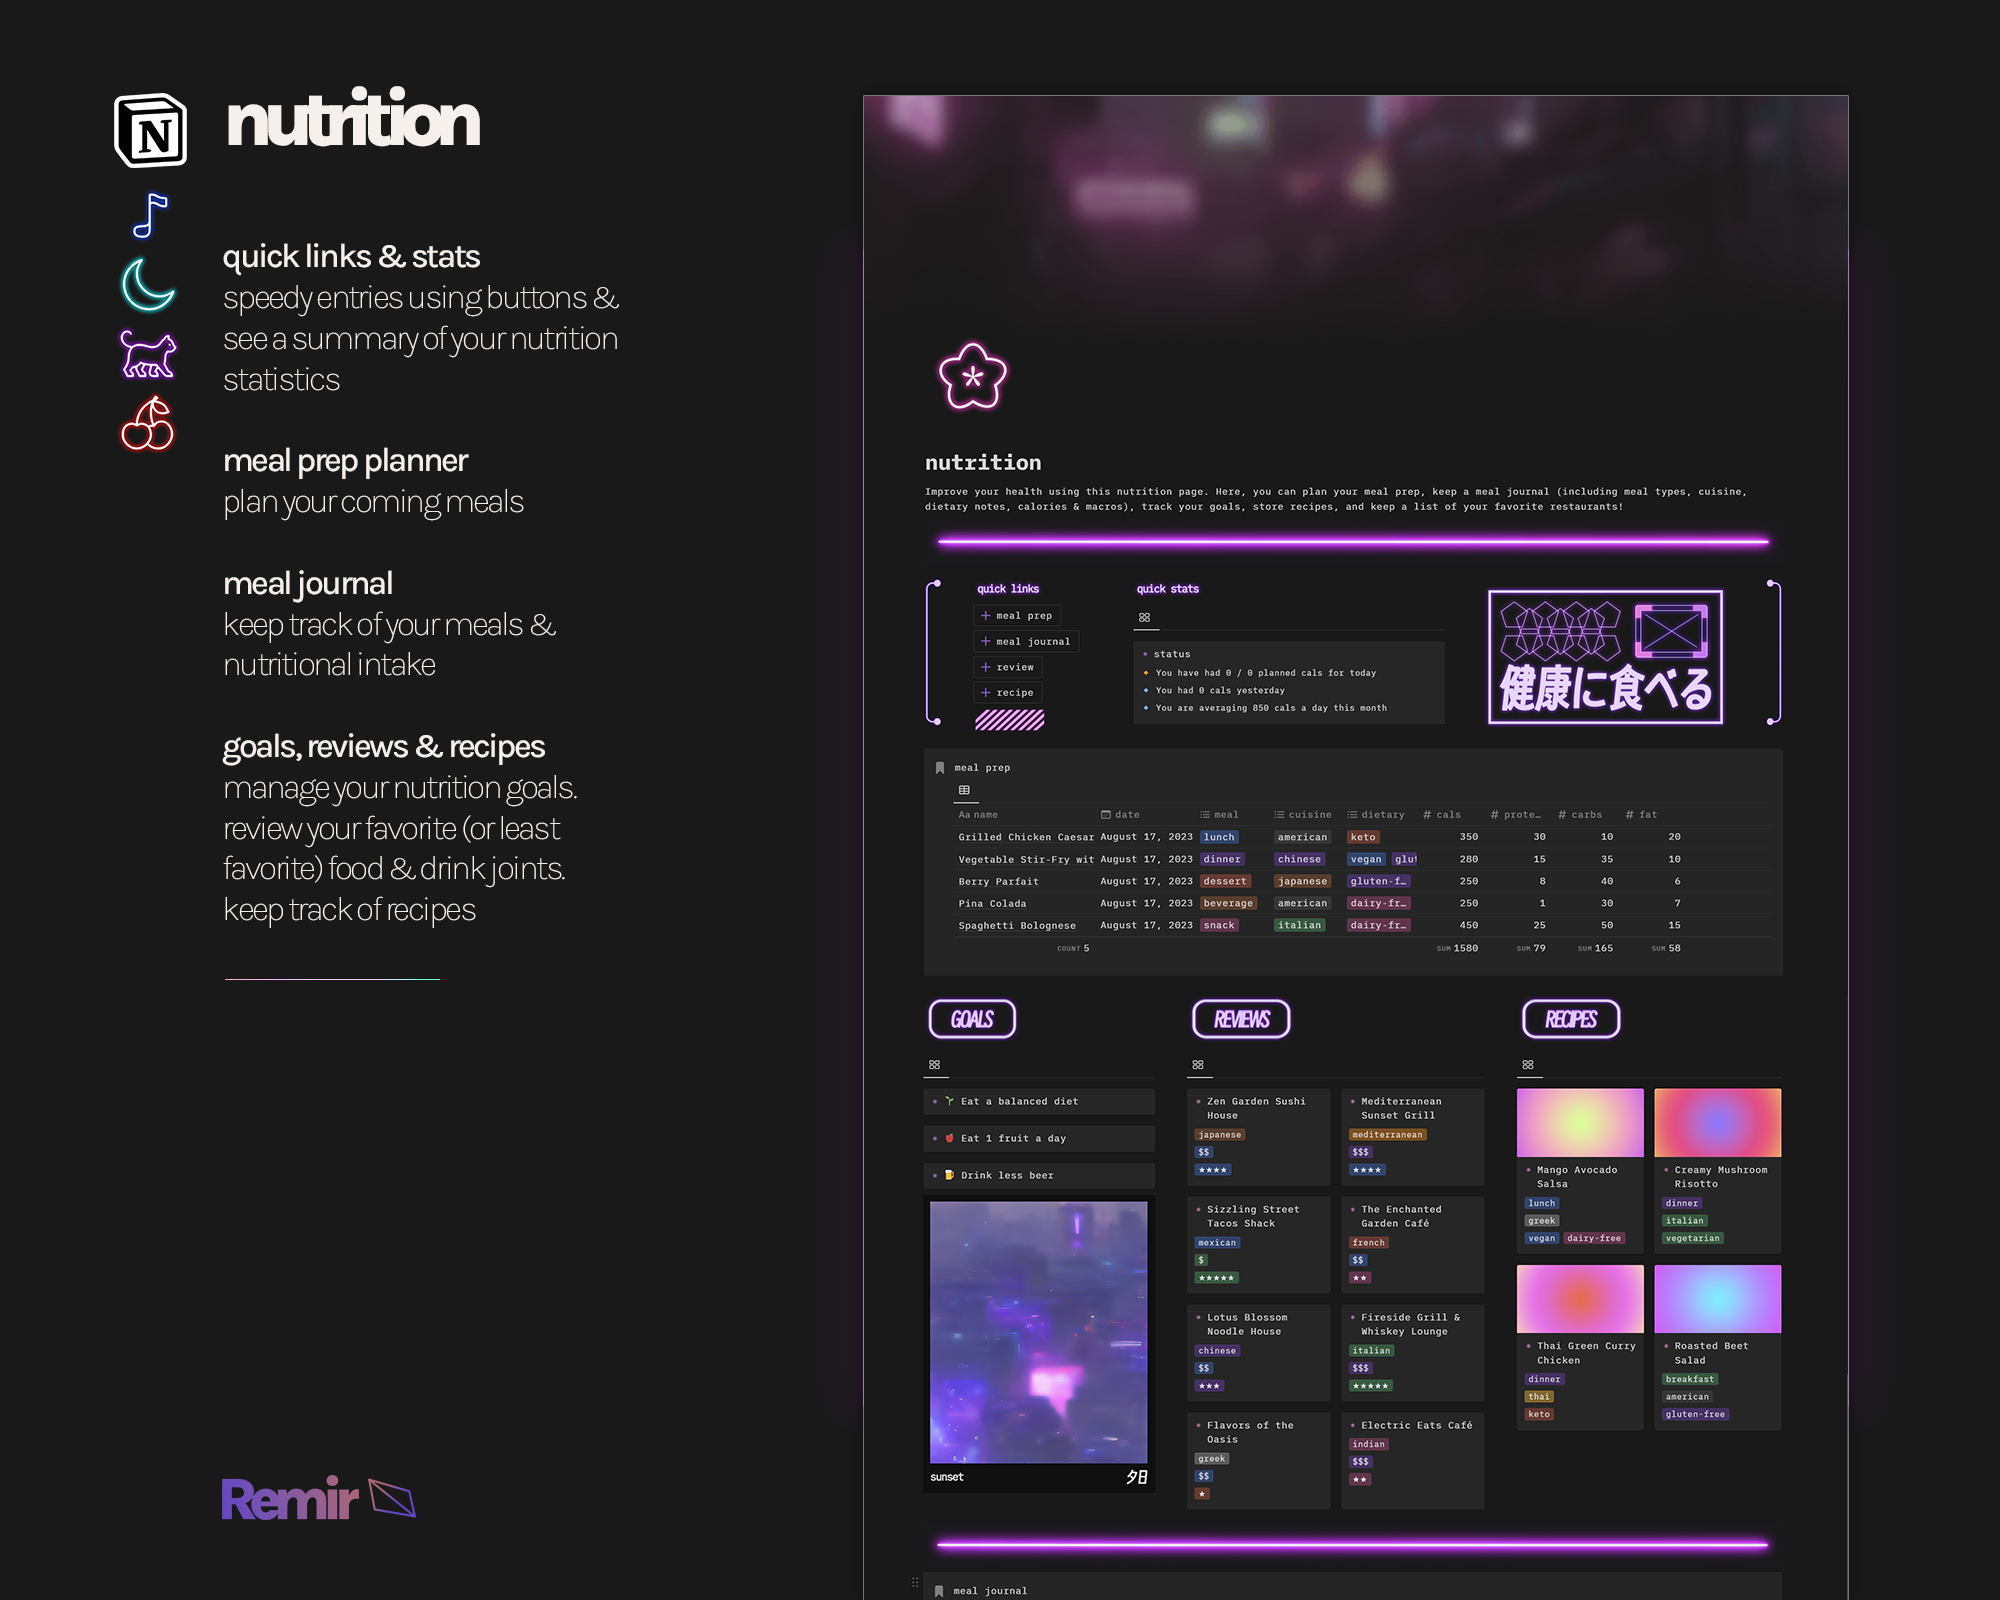 N
nutrition
quick links & stats
speedy entries using buttons &
see a summary of your nutrition
statistics
meal prep planner
plan your coming meals
meal journal
keep track of your meals &
nutritional intake
goals, reviews & recipes
manage your nutrition goals.
review your favorite (or least
favorite) food & drink joints.
keep track of recipes
Remir
nutrition
Improve your health using this nutrition page. Here, you can plan your meal prep, keep a meal journal (including meal types, cuisine,
dietary notes, calories & macros), track your goals, store recipes, and keep a list of your favorite restaurants!
quick links
+ meal prep
+ meal journal
+ review
+ recipe
quick stats
status
You have had 0 / 0 planned cals for today
You had 0 cals yesterday
You are averaging 850 cals a day this month
健康に食べる
meal prep
Aa name date meal cuisine dietary # cals # prote… # carbs # fat
Grilled Chicken Caesar August 17, 2023 lunch american keto 350 30 10 20
Vegetable Stir-Fry wit August 17, 2023 dinner chinese vegan glut 280 15 35 10
Berry Parfait August 17, 2023 dessert japanese gluten-f… 250 8 40 6
Pina Colada August 17, 2023 beverage american dairy-fr… 250 1 30 7
Spaghetti Bolognese August 17, 2023 snack italian dairy-fr… 450 25 50 15
COUNT 5 SUM 1580 SUM 79 SUM 165 SUM 58
GOALS
Eat a balanced diet
Eat 1 fruit a day
Drink less beer
sunset 夕日
REVIEWS
Zen Garden Sushi
House
japanese
$$
★★★★
Mediterranean
Sunset Grill
mediterranean
$$$
★★★★
Sizzling Street
Tacos Shack
mexican
$
★★★★★
The Enchanted
Garden Café
french
$$
★★
Lotus Blossom
Noodle House
chinese
$$
★★★
Fireside Grill &
Whiskey Lounge
italian
$$$
★★★★★
Flavors of the
Oasis
greek
$$
★
Electric Eats Café
indian
$$$
★★
RECIPES
Mango Avocado
Salsa
lunch
greek
vegan dairy-free
Creamy Mushroom
Risotto
dinner
italian
vegetarian
Thai Green Curry
Chicken
dinner
thai
keto
Roasted Beet
Salad
breakfast
american
gluten-free
meal journal